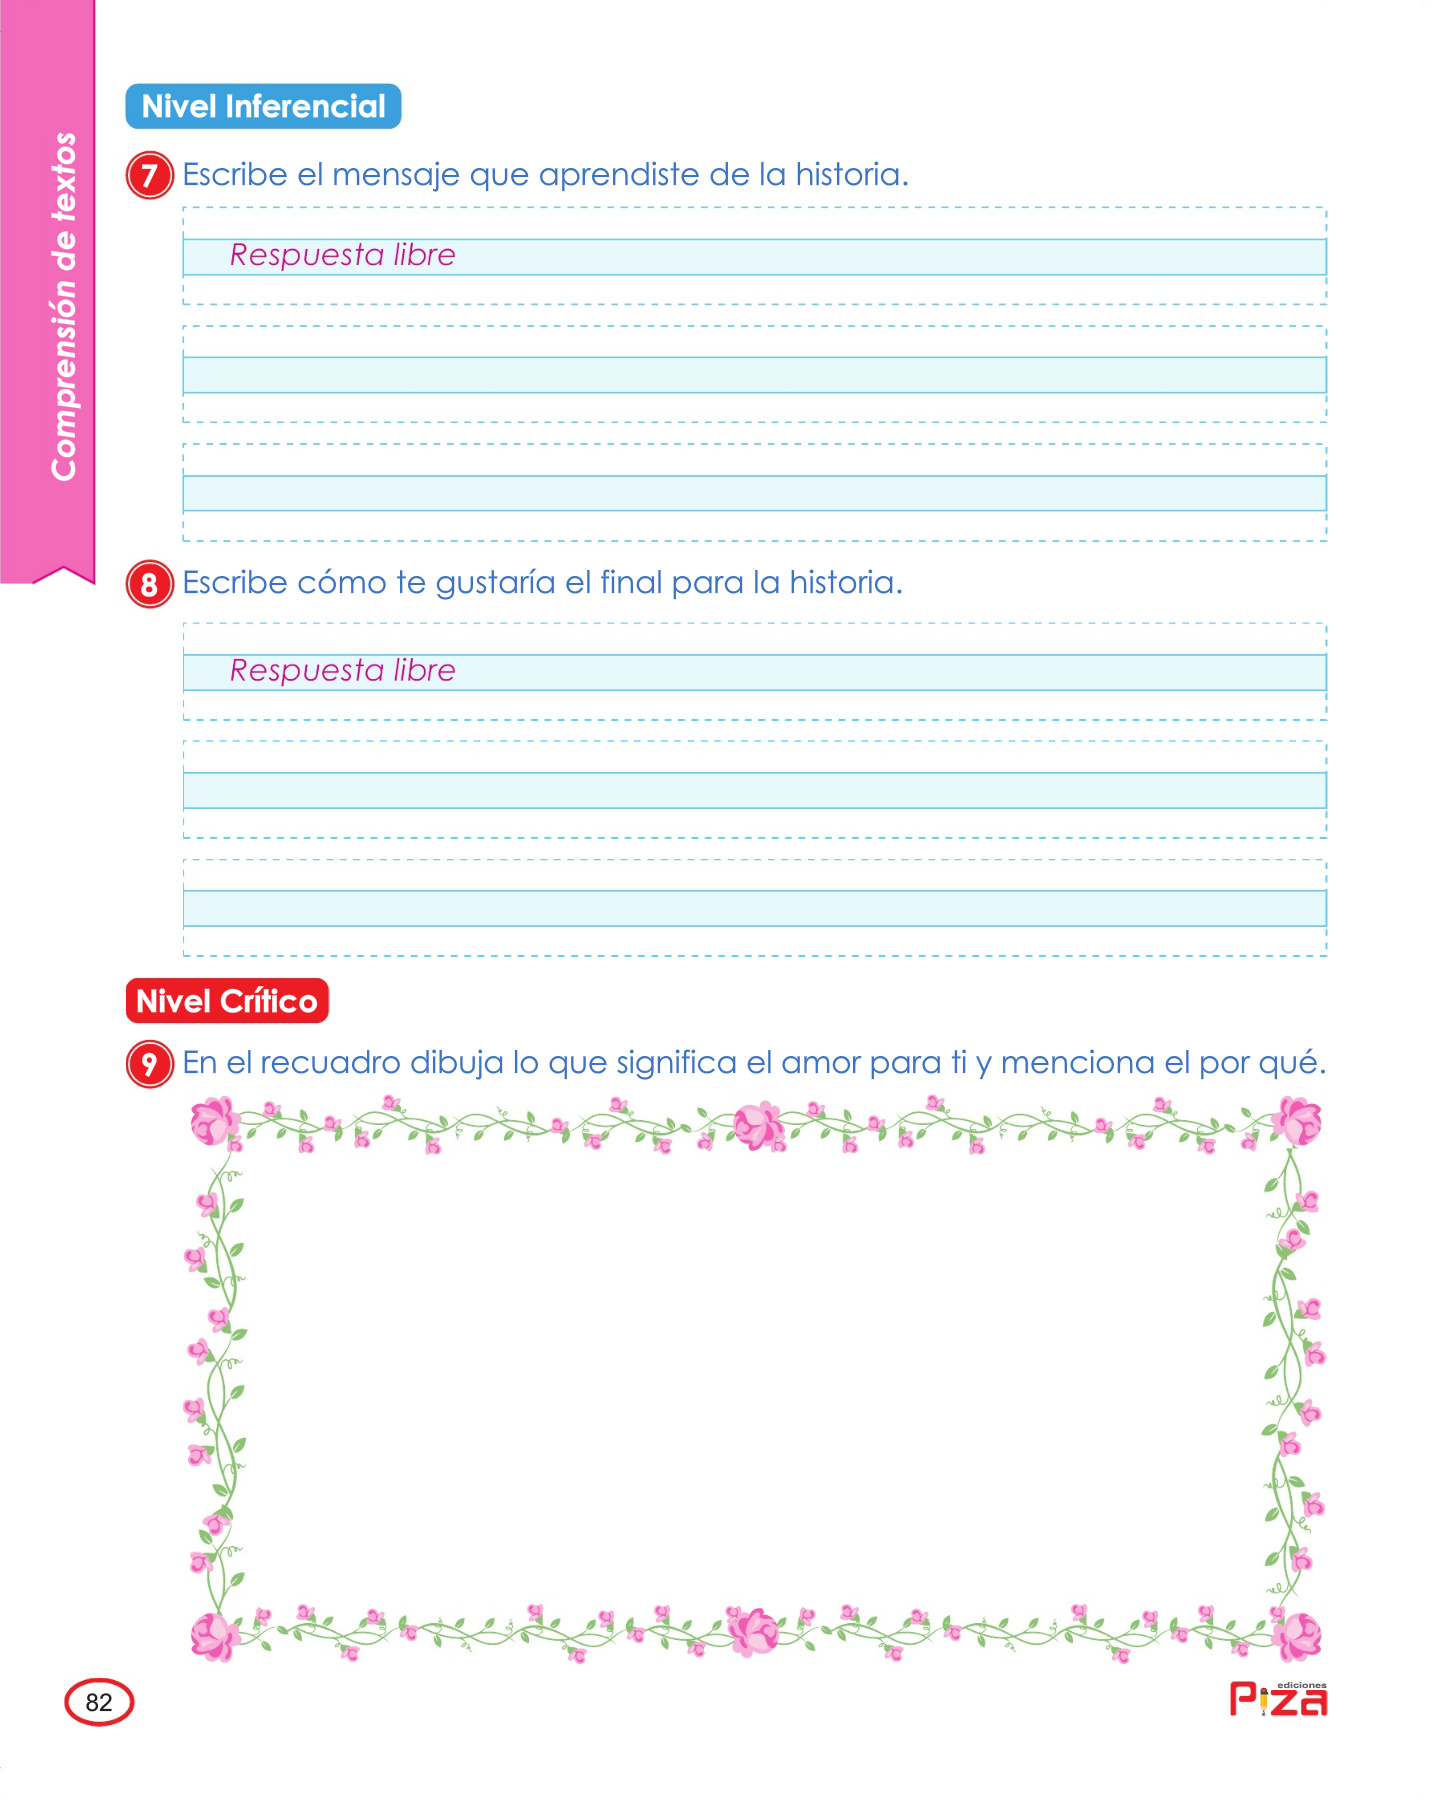 Comprensión de textos
Nivel Inferencial
7 Escribe el mensaje que aprendiste de la historia.
Respuesta libre
8 Escribe cómo te gustaría el final para la historia.
Respuesta libre
Nivel Crítico
9 En el recuadro dibuja lo que significa el amor para ti y menciona el por qué.
82
ediciones
Piza